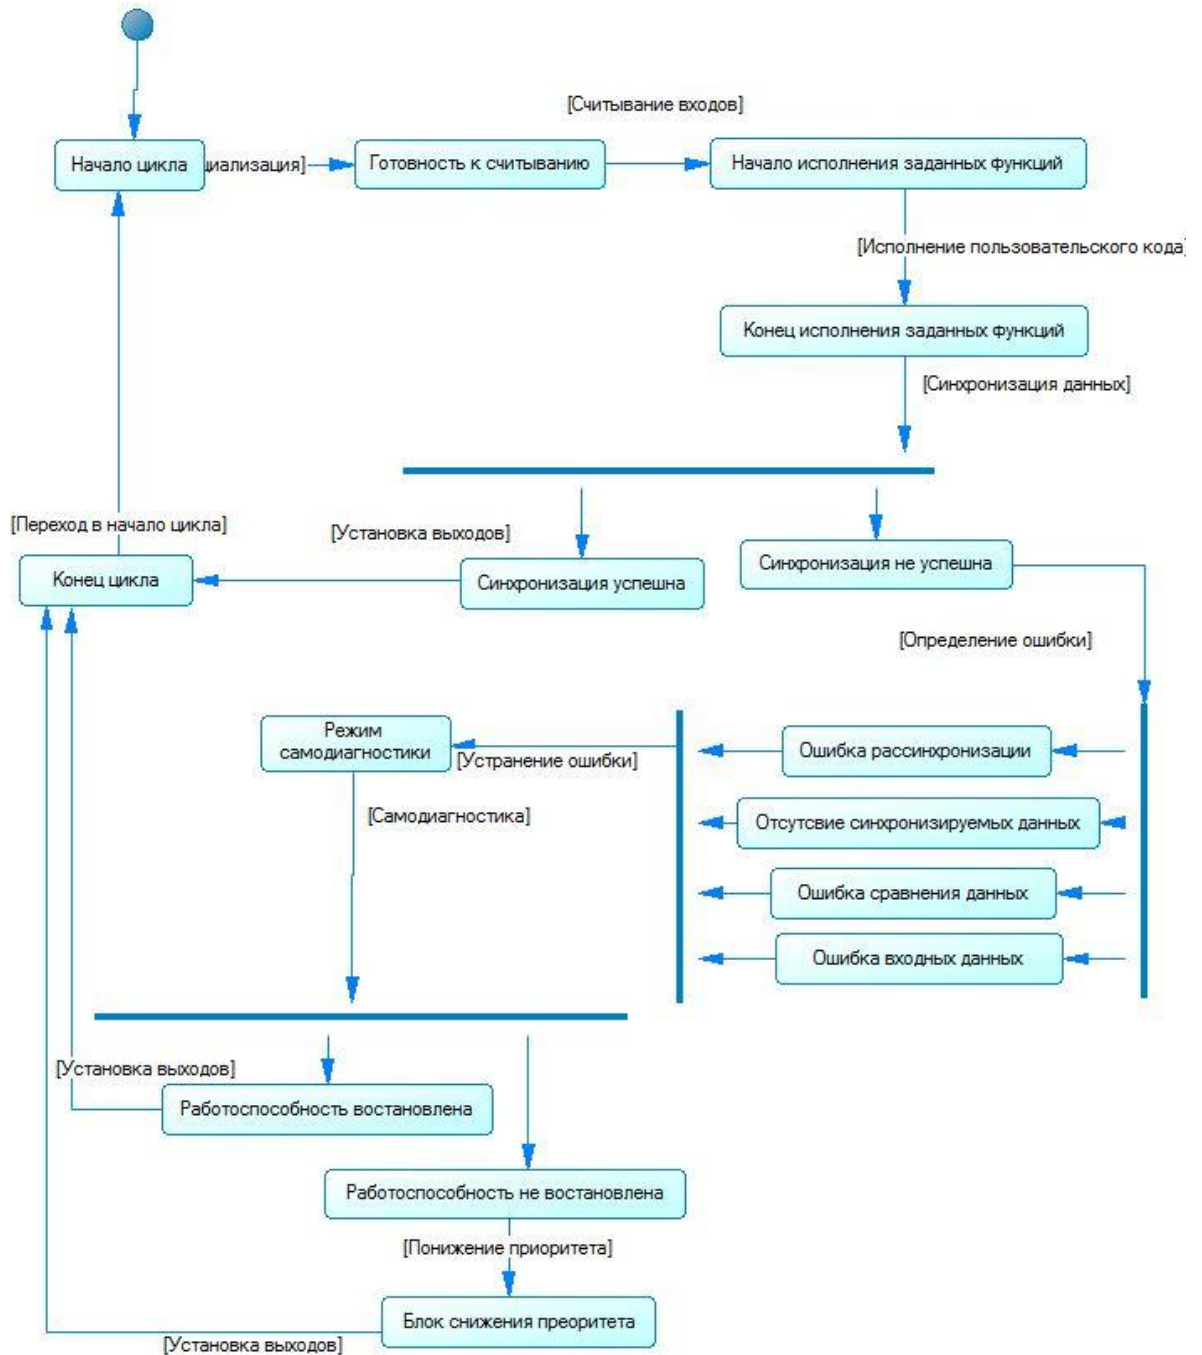 [Считывание входов]
Начало цикла
циализация]
Готовность к считыванию
Начало исполнения заданных функций
[Исполнение пользовательского кода]
Конец исполнения заданных функций
[Синхронизация данных]
[Переход в начало цикла]
[Установка выходов]
Конец цикла
Синхронизация успешна
Синхронизация не успешна
[Определение ошибки]
Режим
самодиагностики
[Устранение ошибки]
Ошибка рассинхронизации
[Самодиагностика]
Отсутсвие синхронизируемых данных
Ошибка сравнения данных
Ошибка входных данных
[Установка выходов]
Работоспособность востановлена
Работоспособность не востановлена
[Понижение приоритета]
Блок снижения преоритета
[Установка выходов]